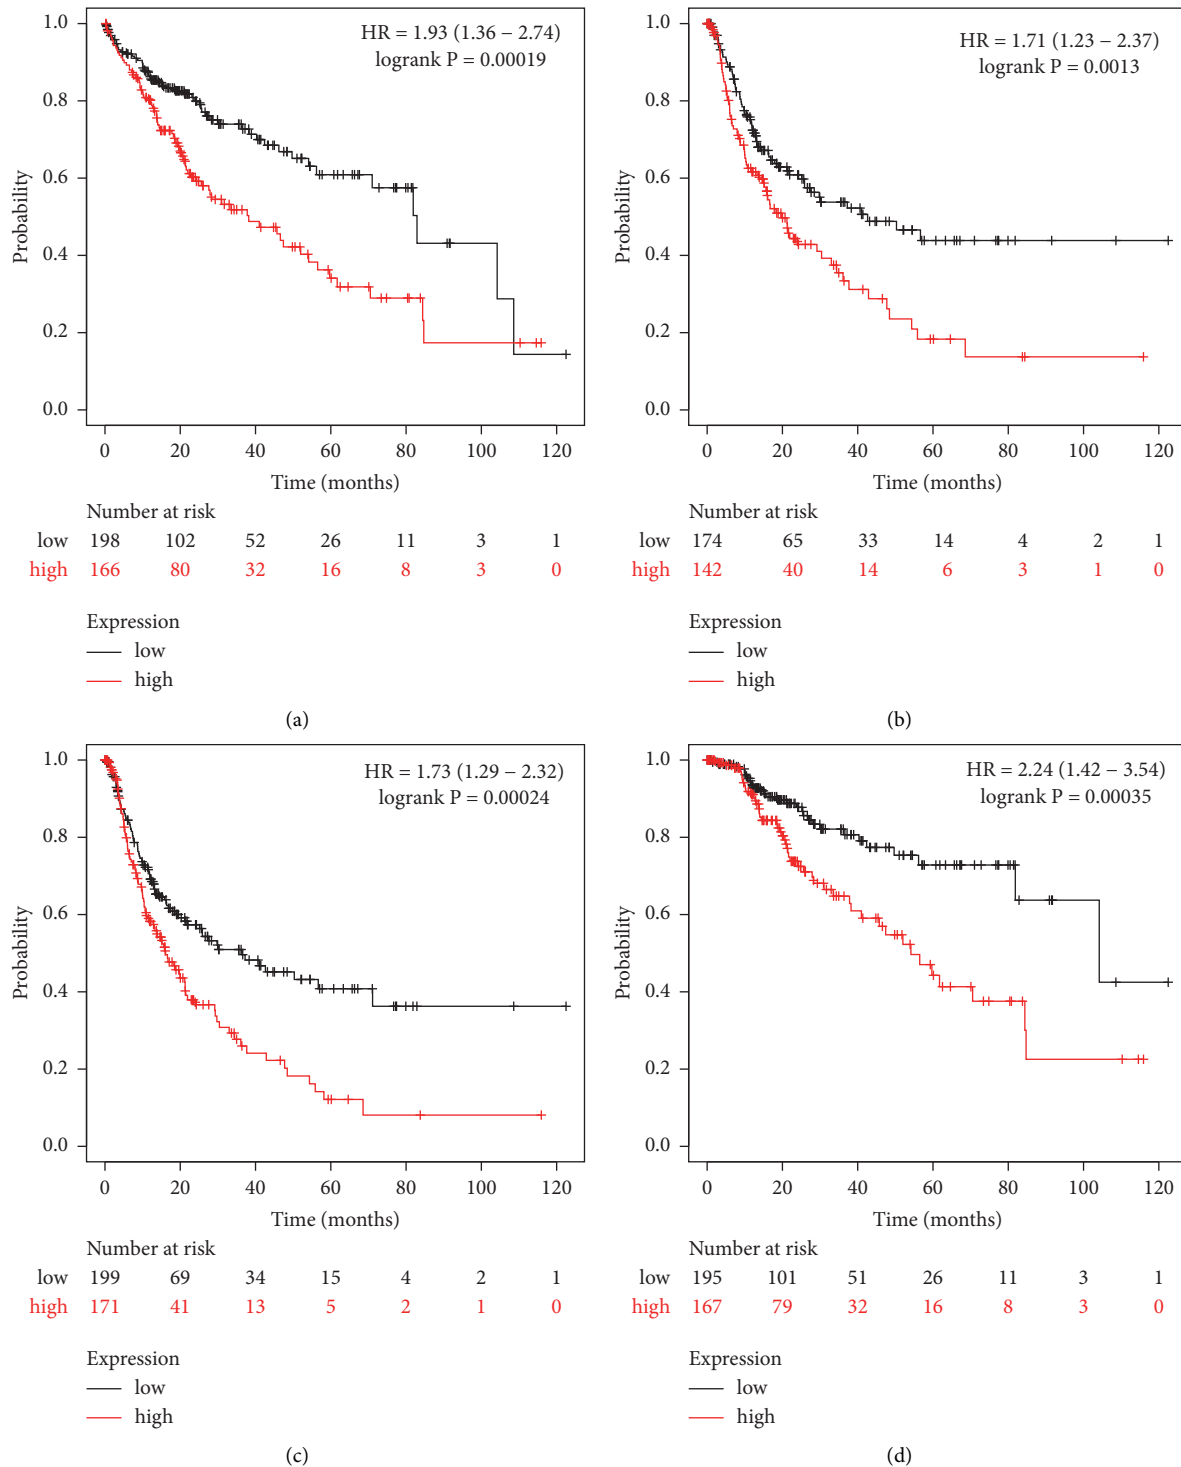 HR = 1.93 (1.36 − 2.74)
logrank P = 0.00019
Probability
1.0
0.8
0.6
0.4
0.2
0.0
0 20 40 60 80 100 120
Time (months)
Number at risk
low 198 102 52 26 11 3 1
high 166 80 32 16 8 3 0
Expression
low
high
(a)
HR = 1.71 (1.23 − 2.37)
logrank P = 0.0013
Probability
1.0
0.8
0.6
0.4
0.2
0.0
0 20 40 60 80 100 120
Time (months)
Number at risk
low 174 65 33 14 4 2 1
high 142 40 14 6 3 1 0
Expression
low
high
(b)
HR = 1.73 (1.29 − 2.32)
logrank P = 0.00024
Probability
1.0
0.8
0.6
0.4
0.2
0.0
0 20 40 60 80 100 120
Time (months)
Number at risk
low 199 69 34 15 4 2 1
high 171 41 13 5 2 1 0
Expression
low
high
(c)
HR = 2.24 (1.42 − 3.54)
logrank P = 0.00035
Probability
1.0
0.8
0.6
0.4
0.2
0.0
0 20 40 60 80 100 120
Time (months)
Number at risk
low 195 101 51 26 11 3 1
high 167 79 32 16 8 3 0
Expression
low
high
(d)